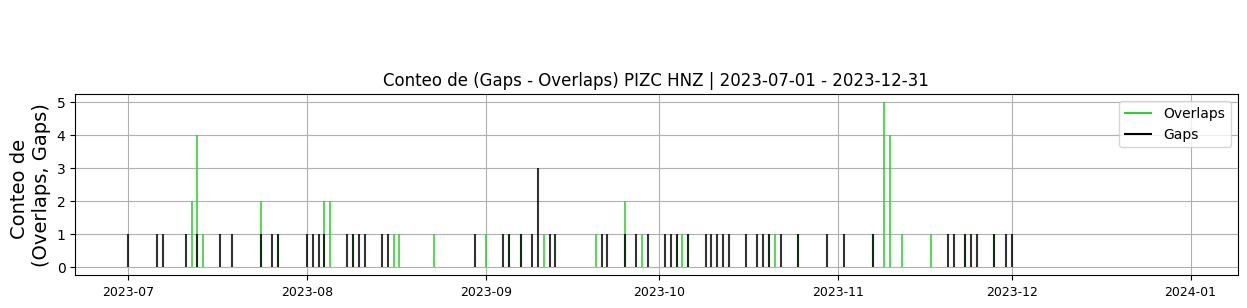 Conteo de (Gaps - Overlaps) PIZC HNZ | 2023-07-01 - 2023-12-31
Conteo de
(Overlaps, Gaps)
5
4
3
2
1
0
Overlaps
Gaps
2023-07
2023-08
2023-09
2023-10
2023-11
2023-12
2024-01